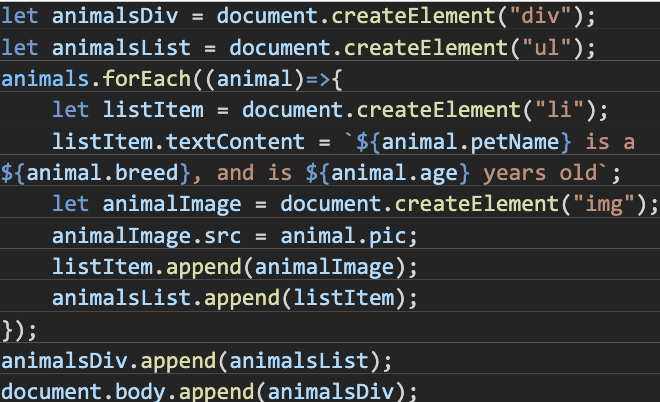 let animalsDiv = document.createElement("div");
let animalsList = document.createElement("ul");
animals.forEach((animal)=>{
    let listItem = document.createElement("li");
    listItem.textContent = `${animal.petName} is a
${animal.breed}, and is ${animal.age} years old`;
    let animalImage = document.createElement("img");
    animalImage.src = animal.pic;
    listItem.append(animalImage);
    animalsList.append(listItem);
});
animalsDiv.append(animalsList);
document.body.append(animalsDiv);